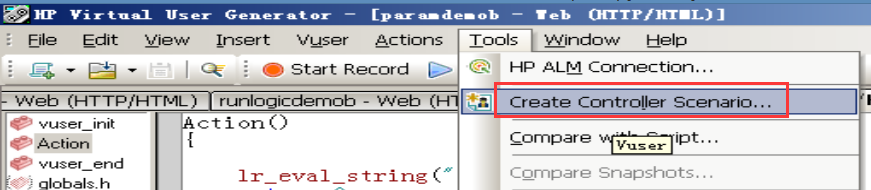 HP Virtual User Generator - [paramdemob - Web (HTTP/HTML)]
File Edit View Insert Vuser Actions Tools Window Help
Start Record HP ALM Connection...
- Web (HTTP/HTML) runlogicdemob - Web (HT Create Controller Scenario...
vuser_init Action()
Action { Compare with Script...
Vuser
vuser_end
lr_eval_string(" Compare Snapshots...
globals.h